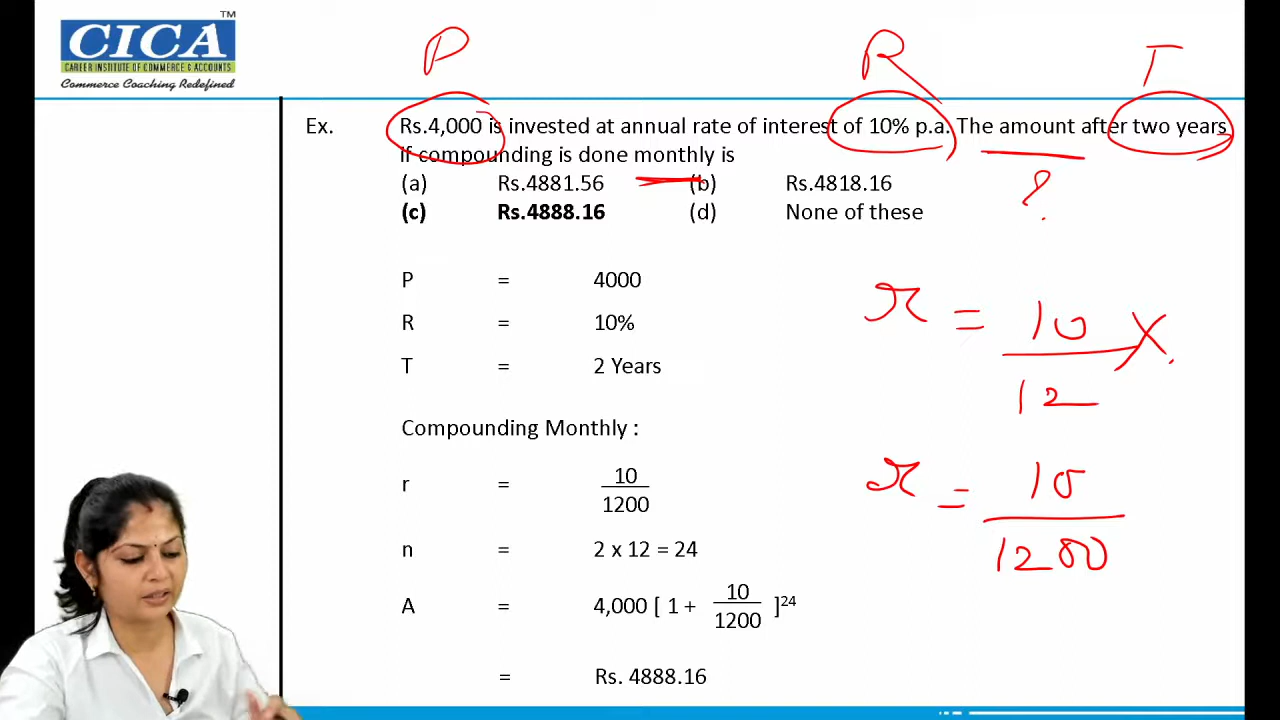 TM
CICA
CAREER INSTITUTE OF COMMERCE & ACCOUNTS
Commerce Coaching Redefined
P R T
Ex. Rs.4,000 is invested at annual rate of interest of 10% p.a. The amount after two years
if compounding is done monthly is
?
(a) Rs.4881.56 (b) Rs.4818.16
(c) Rs.4888.16 (d) None of these
P = 4000
R = 10%
T = 2 Years
r = 10/12 X
Compounding Monthly :
r = 10/1200
r = 10/1200
n = 2 x 12 = 24
A = 4,000 [ 1 + 10/1200 ]24
= Rs. 4888.16